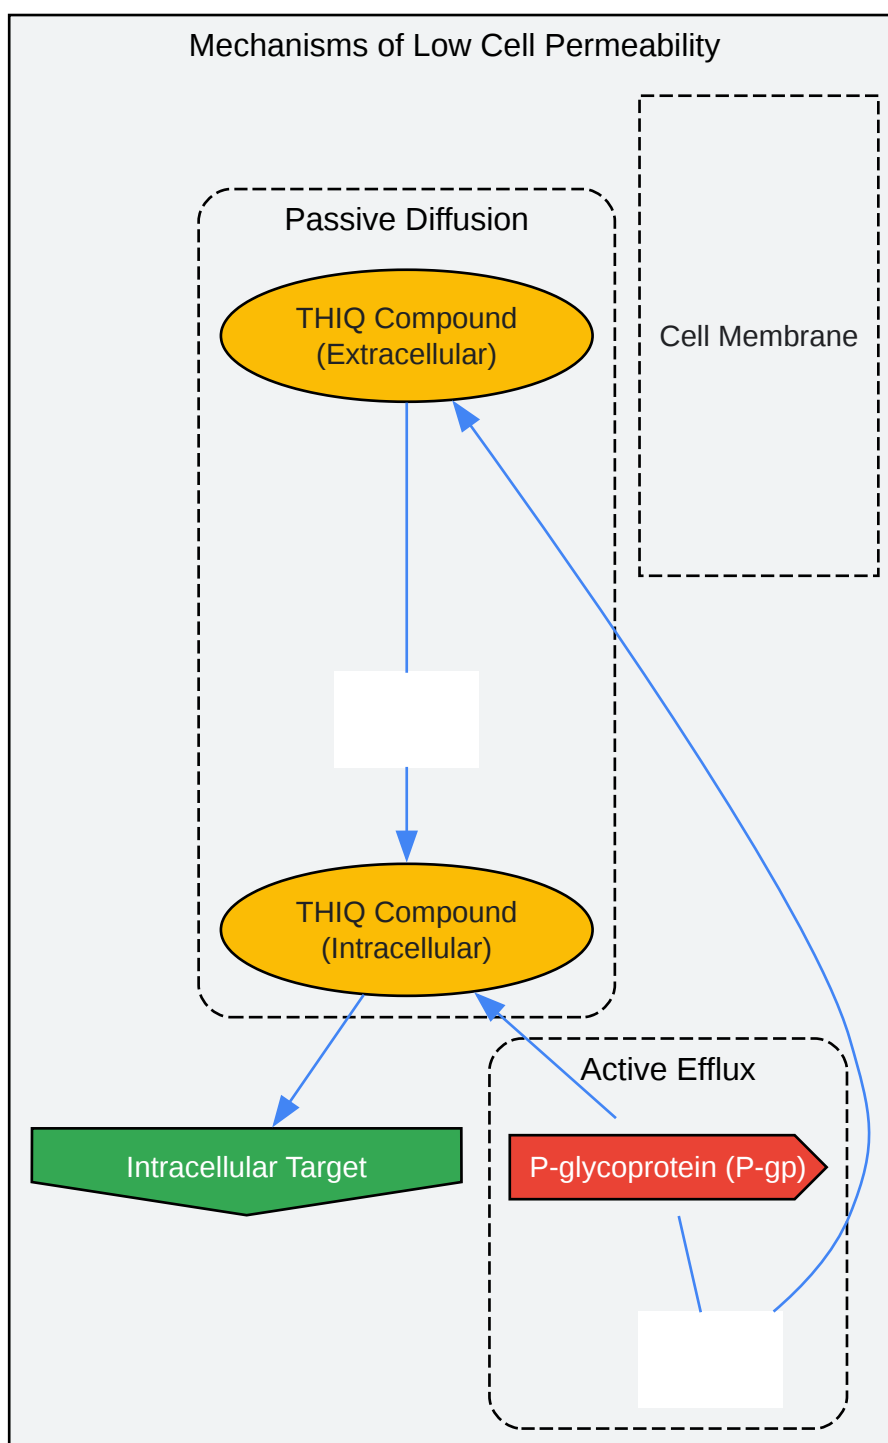 Mechanisms of Low Cell Permeability
Passive Diffusion
THIQ Compound
(Extracellular)
Cell Membrane
THIQ Compound
(Intracellular)
Active Efflux
Intracellular Target
P-glycoprotein (P-gp)